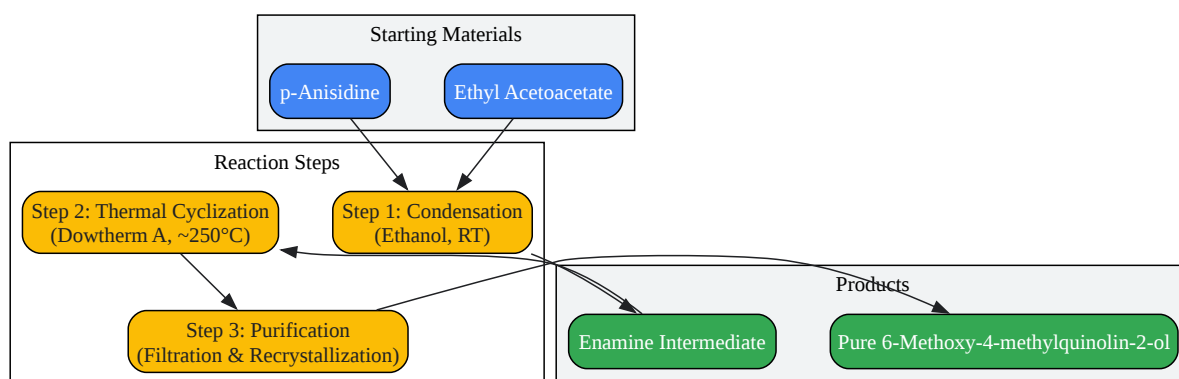 Starting Materials
p-Anisidine
Ethyl Acetoacetate
Reaction Steps
Step 2: Thermal Cyclization
(Dowtherm A, ~250°C)
Step 1: Condensation
(Ethanol, RT)
Step 3: Purification
(Filtration & Recrystallization)
Products
Enamine Intermediate
Pure 6-Methoxy-4-methylquinolin-2-ol